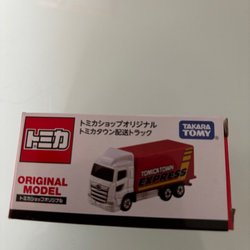 トミカ
トミカショップオリジナル
トミカタウン配送トラック
TAKARA TOMY
ORIGINAL MODEL
トミカショップオリジナル
TOMICA TOWN
EXPRESS